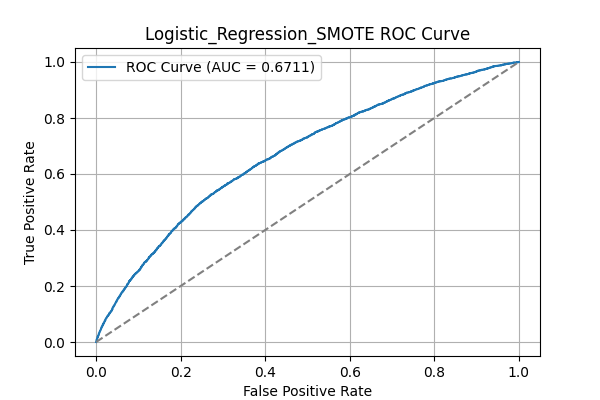 Logistic_Regression_SMOTE ROC Curve
ROC Curve (AUC = 0.6711)
True Positive Rate
1.0
0.8
0.6
0.4
0.2
0.0
0.0 0.2 0.4 0.6 0.8 1.0
False Positive Rate